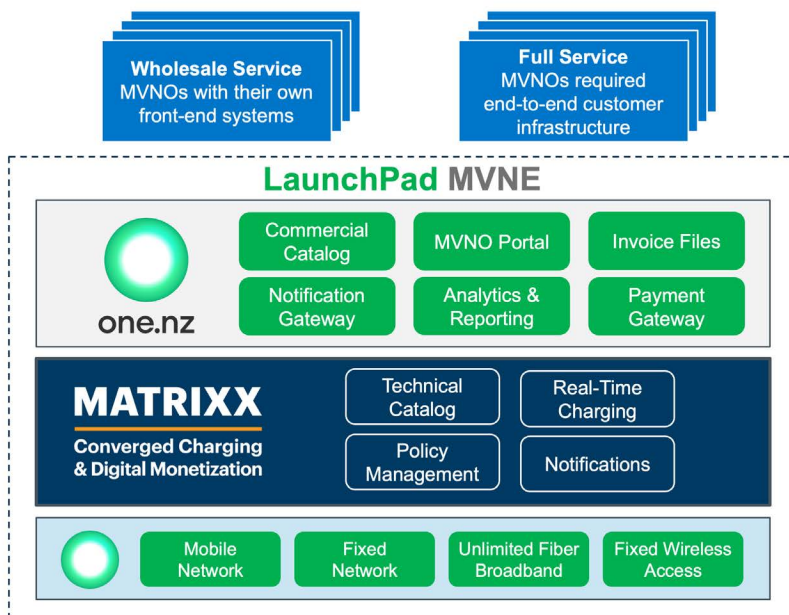 Wholesale Service
MVNOs with their own
front-end systems
Full Service
MVNOs required
end-to-end customer
infrastructure
LaunchPad MVNE
one.nz
Commercial
Catalog
MVNO Portal
Invoice Files
Notification
Gateway
Analytics &
Reporting
Payment
Gateway
MATRIXX
Converged Charging
& Digital Monetization
Technical
Catalog
Real-Time
Charging
Policy
Management
Notifications
Mobile
Network
Fixed
Network
Unlimited Fiber
Broadband
Fixed Wireless
Access